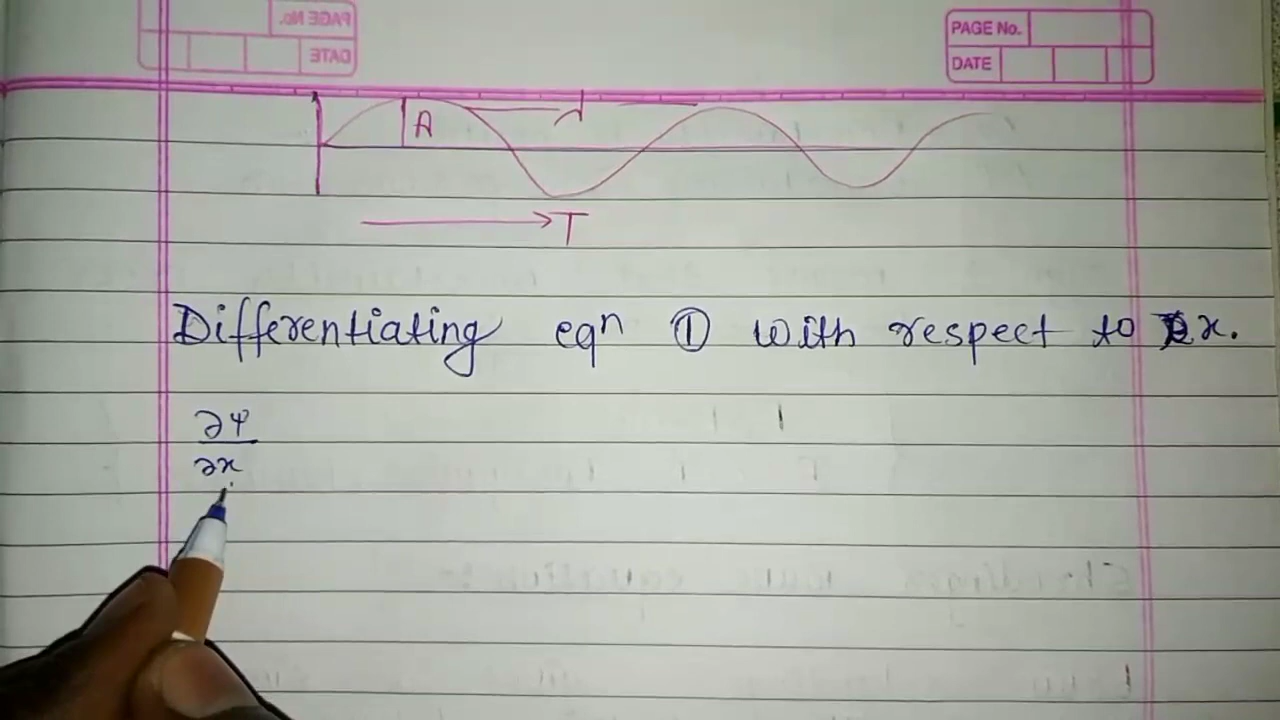 PAGE No.
DATE
PAGE No.
DATE
A
T
Differentiating eqⁿ ① with respect to x.
∂ψ
∂x